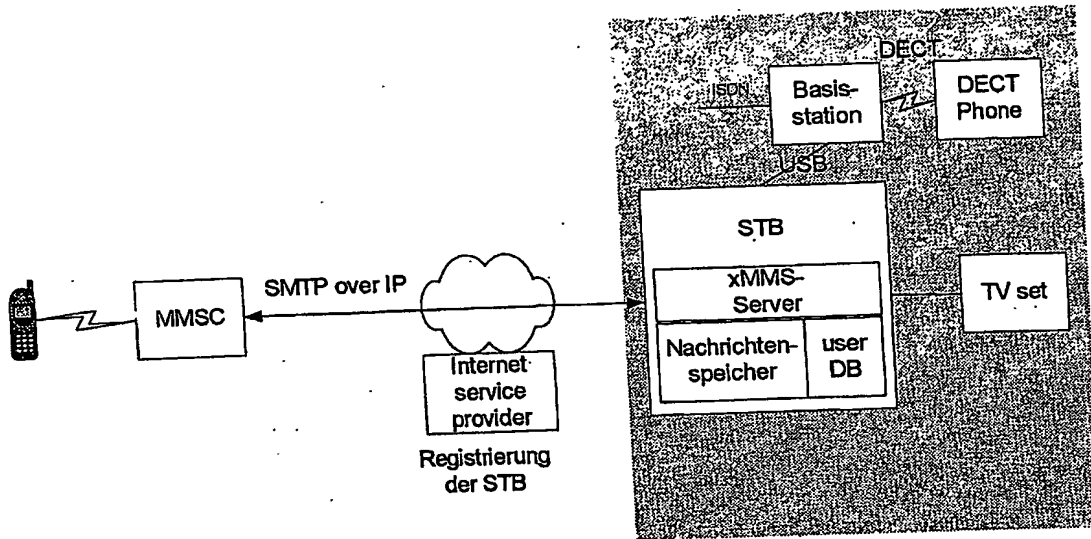 DECT
ISDN
Basis-
station
DECT
Phone
USB
STB
xMMS-
Server
Nachrichten-
speicher
user
DB
TV set
MMSC
SMTP over IP
Internet
service
provider
Registrierung
der STB